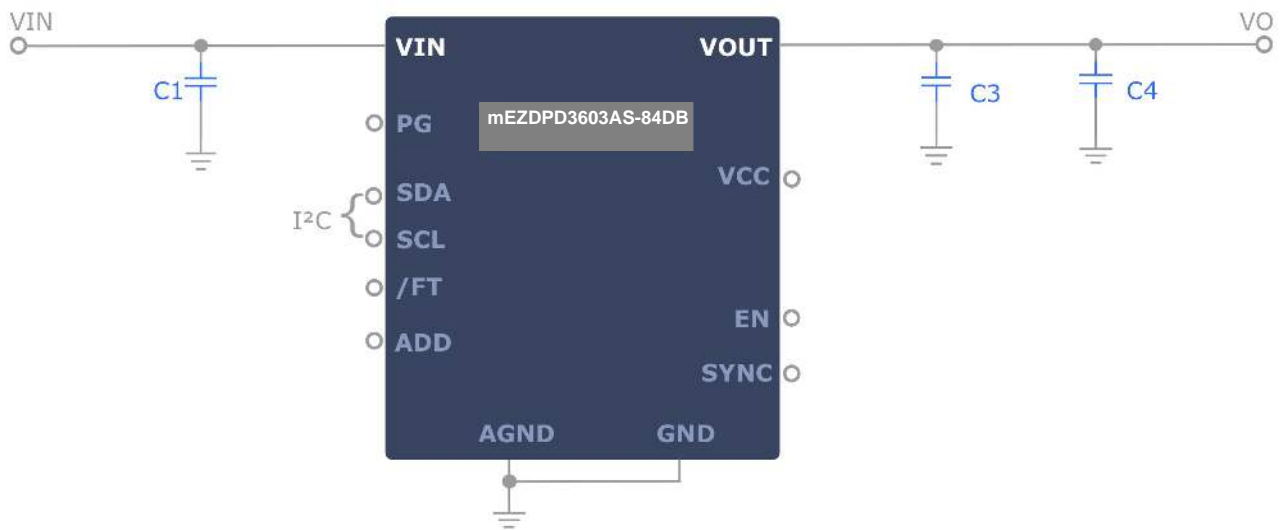 VIN
VO
VIN
VOUT
C1
C3
C4
mEZDPD3603AS-84DB
PG
VCC
SDA
I²C
SCL
/FT
EN
ADD
SYNC
AGND
GND